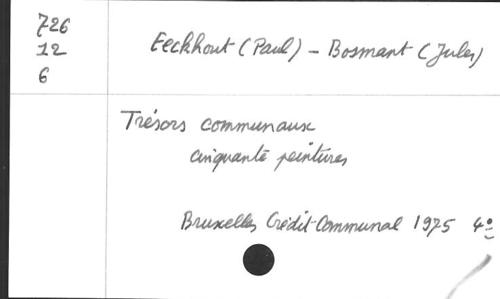 726
12
6
Eeckhout (Paul) – Bosmant (Jules)
Trésors communaux
cinquante peintures
Bruxelles Crédit Communal 1975 4°